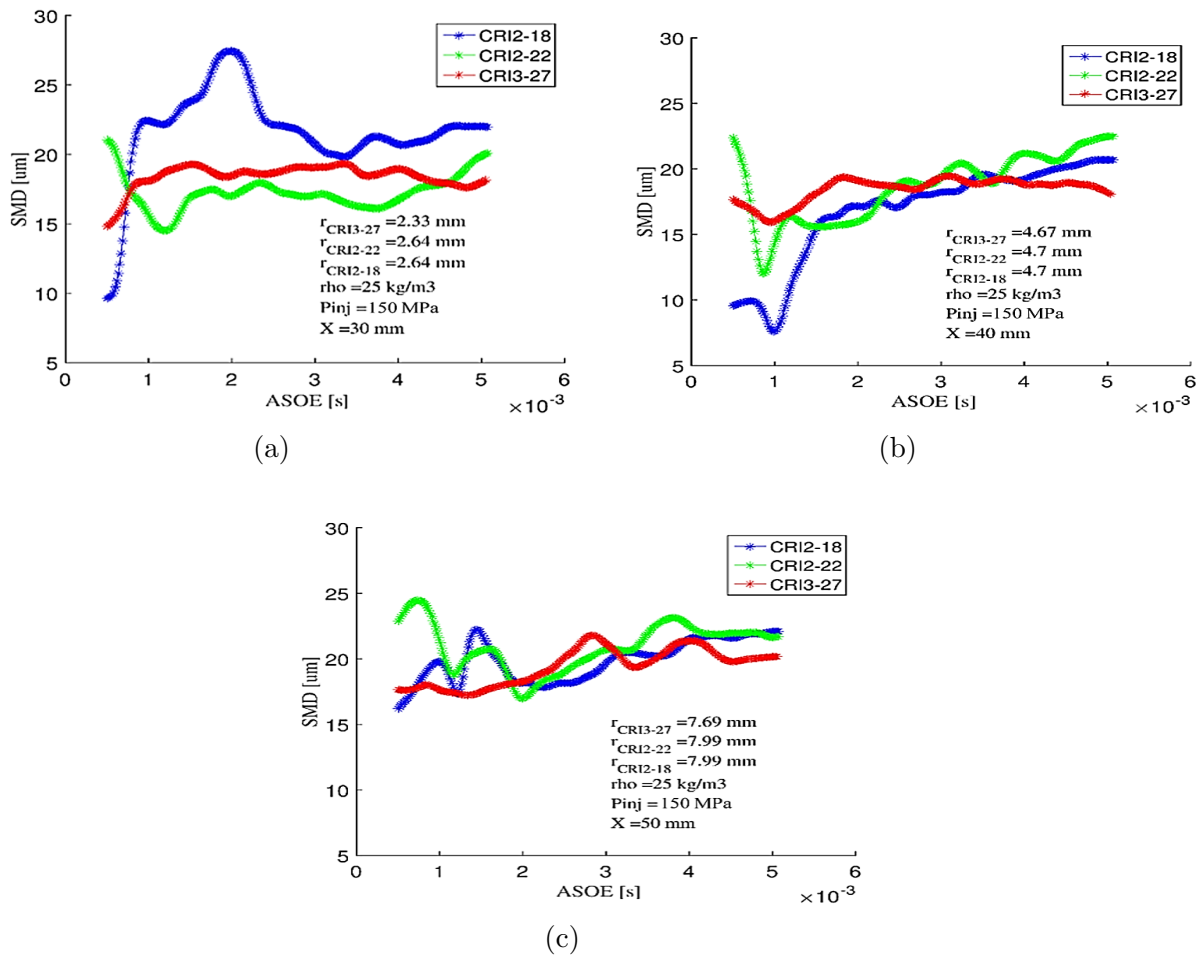 30
25
20
15
10
5
SMD [um]
CRI2-18
CRI2-22
CRI3-27
rCRI3-27 =2.33 mm
rCRI2-22 =2.64 mm
rCRI2-18 =2.64 mm
rho =25 kg/m3
Pinj =150 MPa
X =30 mm
0 1 2 3 4 5 6
ASOE [s]
×10-3
(a)
30
25
20
15
10
5
SMD [um]
CRI2-18
CRI2-22
CRI3-27
rCRI3-27 =4.67 mm
rCRI2-22 =4.7 mm
rCRI2-18 =4.7 mm
rho =25 kg/m3
Pinj =150 MPa
X =40 mm
0 1 2 3 4 5 6
ASOE [s]
×10-3
(b)
30
25
20
15
10
5
SMD [um]
CRI2-18
CRI2-22
CRI3-27
rCRI3-27 =7.69 mm
rCRI2-22 =7.99 mm
rCRI2-18 =7.99 mm
rho =25 kg/m3
Pinj =150 MPa
X =50 mm
0 1 2 3 4 5 6
ASOE [s]
×10-3
(c)